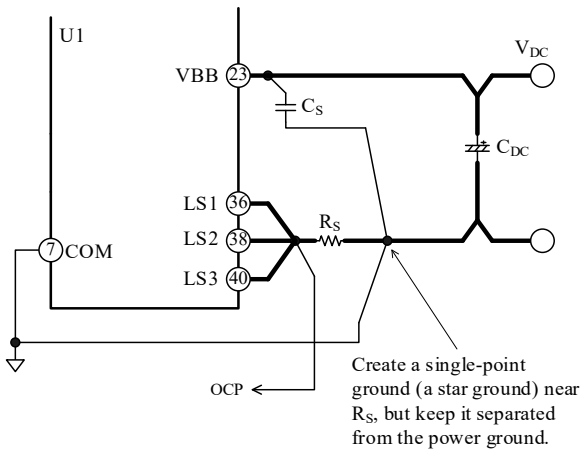 U1
V_DC
VBB 23
C_S
C_DC
+
LS1 36
R_S
LS2 38
7 COM
LS3 40
OCP
Create a single-point
ground (a star ground) near
R_S, but keep it separated
from the power ground.